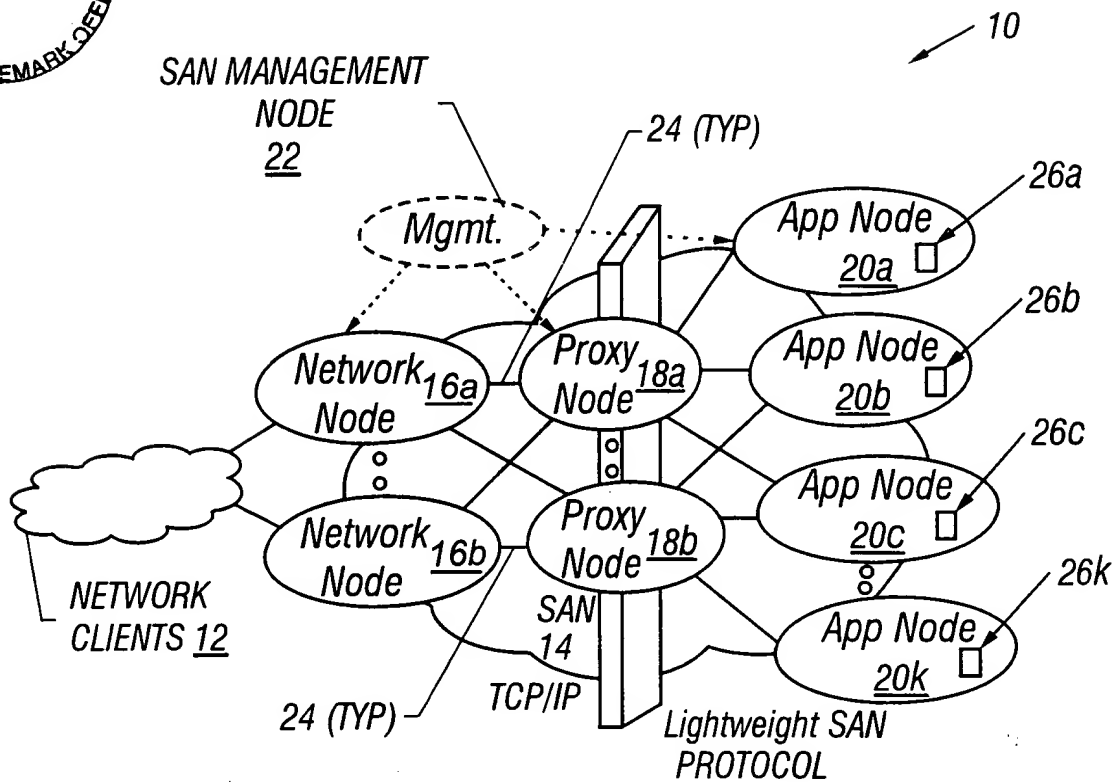 EMARK OFF
10
SAN MANAGEMENT
NODE
22
24 (TYP)
26a
Mgmt.
App Node
20a
26b
Network
Node
16a
Proxy
Node
18a
App Node
20b
26c
Network
Node
16b
Proxy
Node
18b
App Node
20c
26k
NETWORK
CLIENTS 12
SAN
14
TCP/IP
App Node
20k
24 (TYP)
Lightweight SAN
PROTOCOL